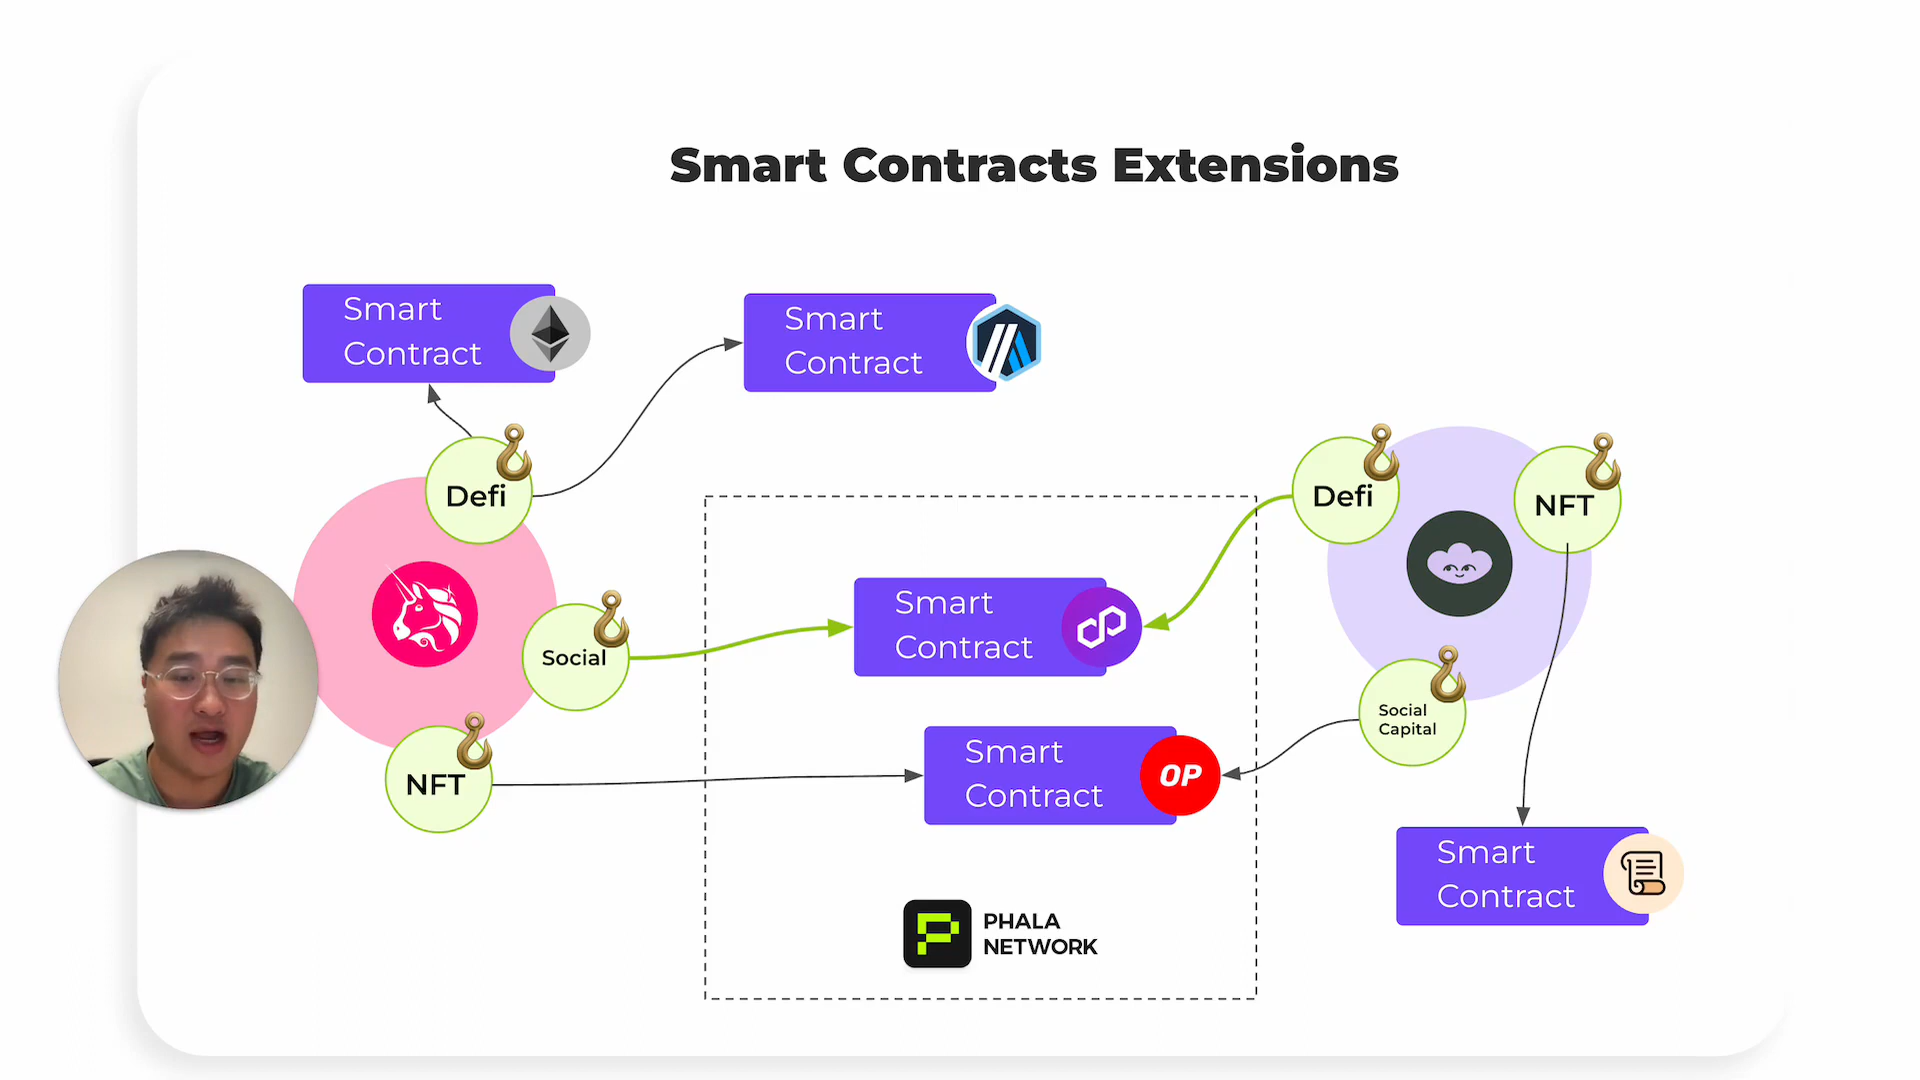 Smart Contracts Extensions
Smart
Contract
Smart
Contract
Defi
Defi
NFT
Smart
Contract
Social
Social
Capital
NFT
Smart
Contract
OP
Smart
Contract
PHALA
NETWORK